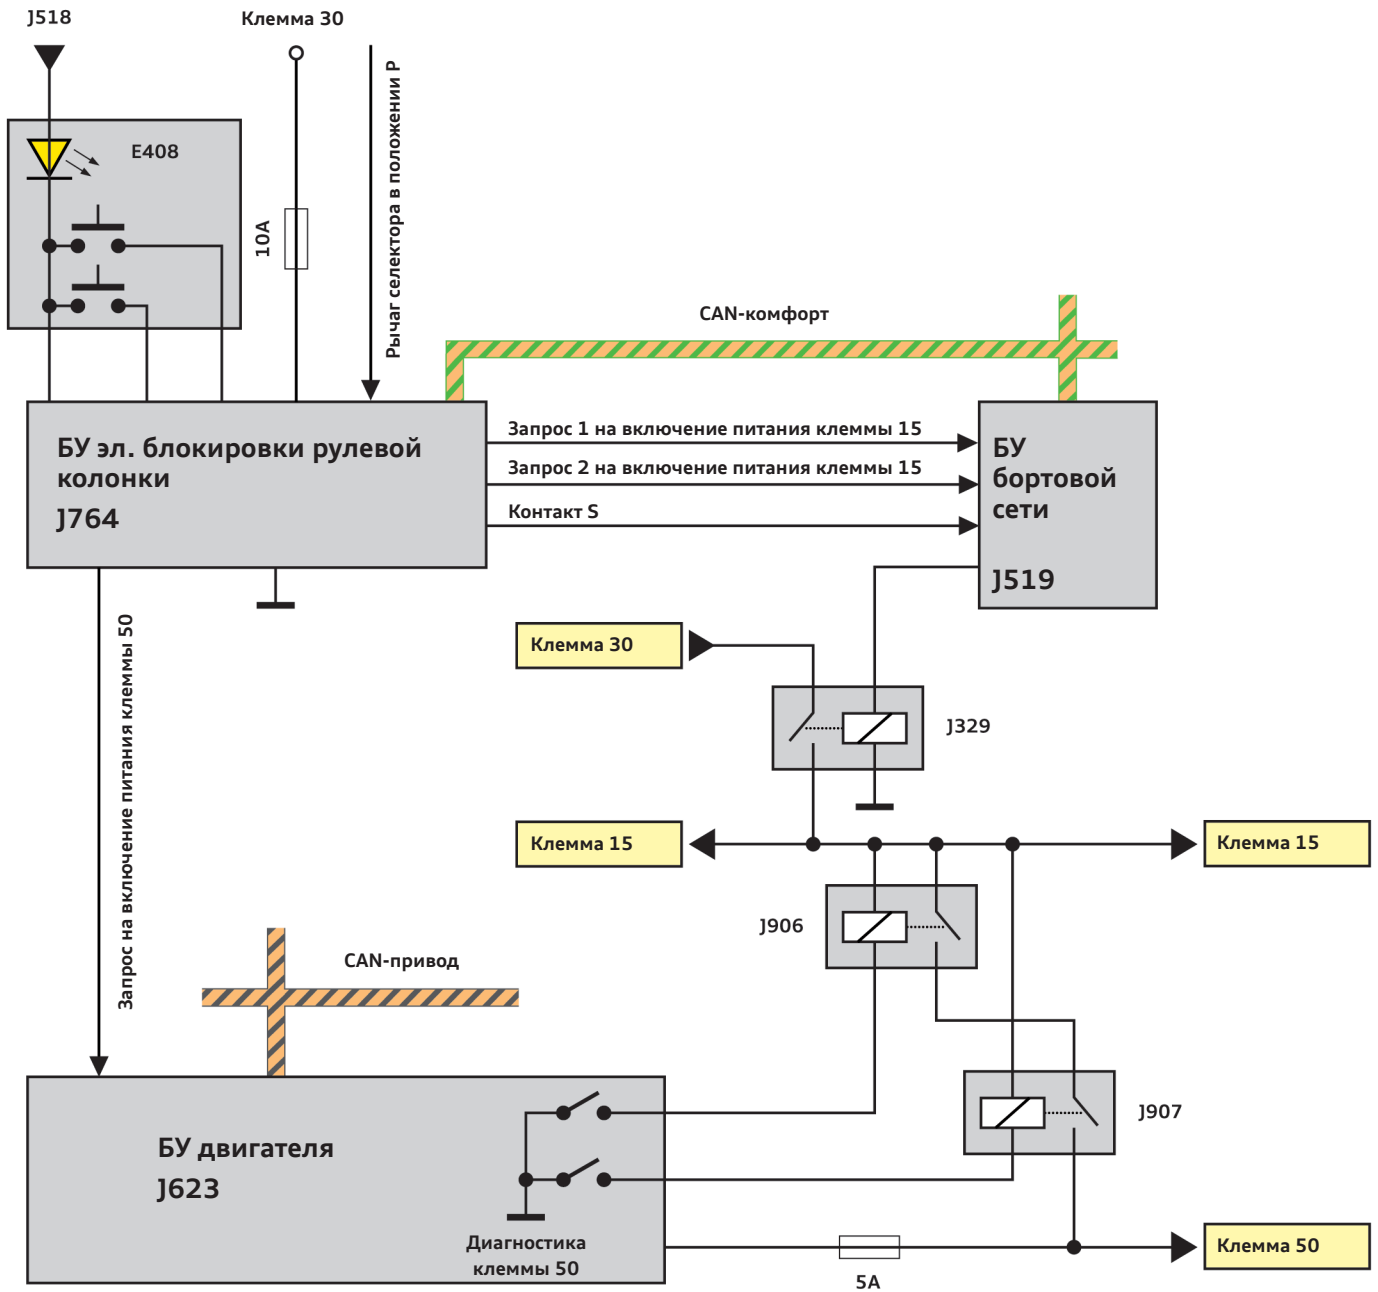 J518
Клемма 30
E408
10A
Рычаг селектора в положении P
CAN-комфорт
БУ эл. блокировки рулевой
колонки
J764
Запрос 1 на включение питания клеммы 15
Запрос 2 на включение питания клеммы 15
Контакт S
БУ
бортовой
сети
J519
Запрос на включение питания клеммы 50
Клемма 30
J329
Клемма 15
Клемма 15
J906
CAN-привод
J907
БУ двигателя
J623
Диагностика
клеммы 50
5A
Клемма 50